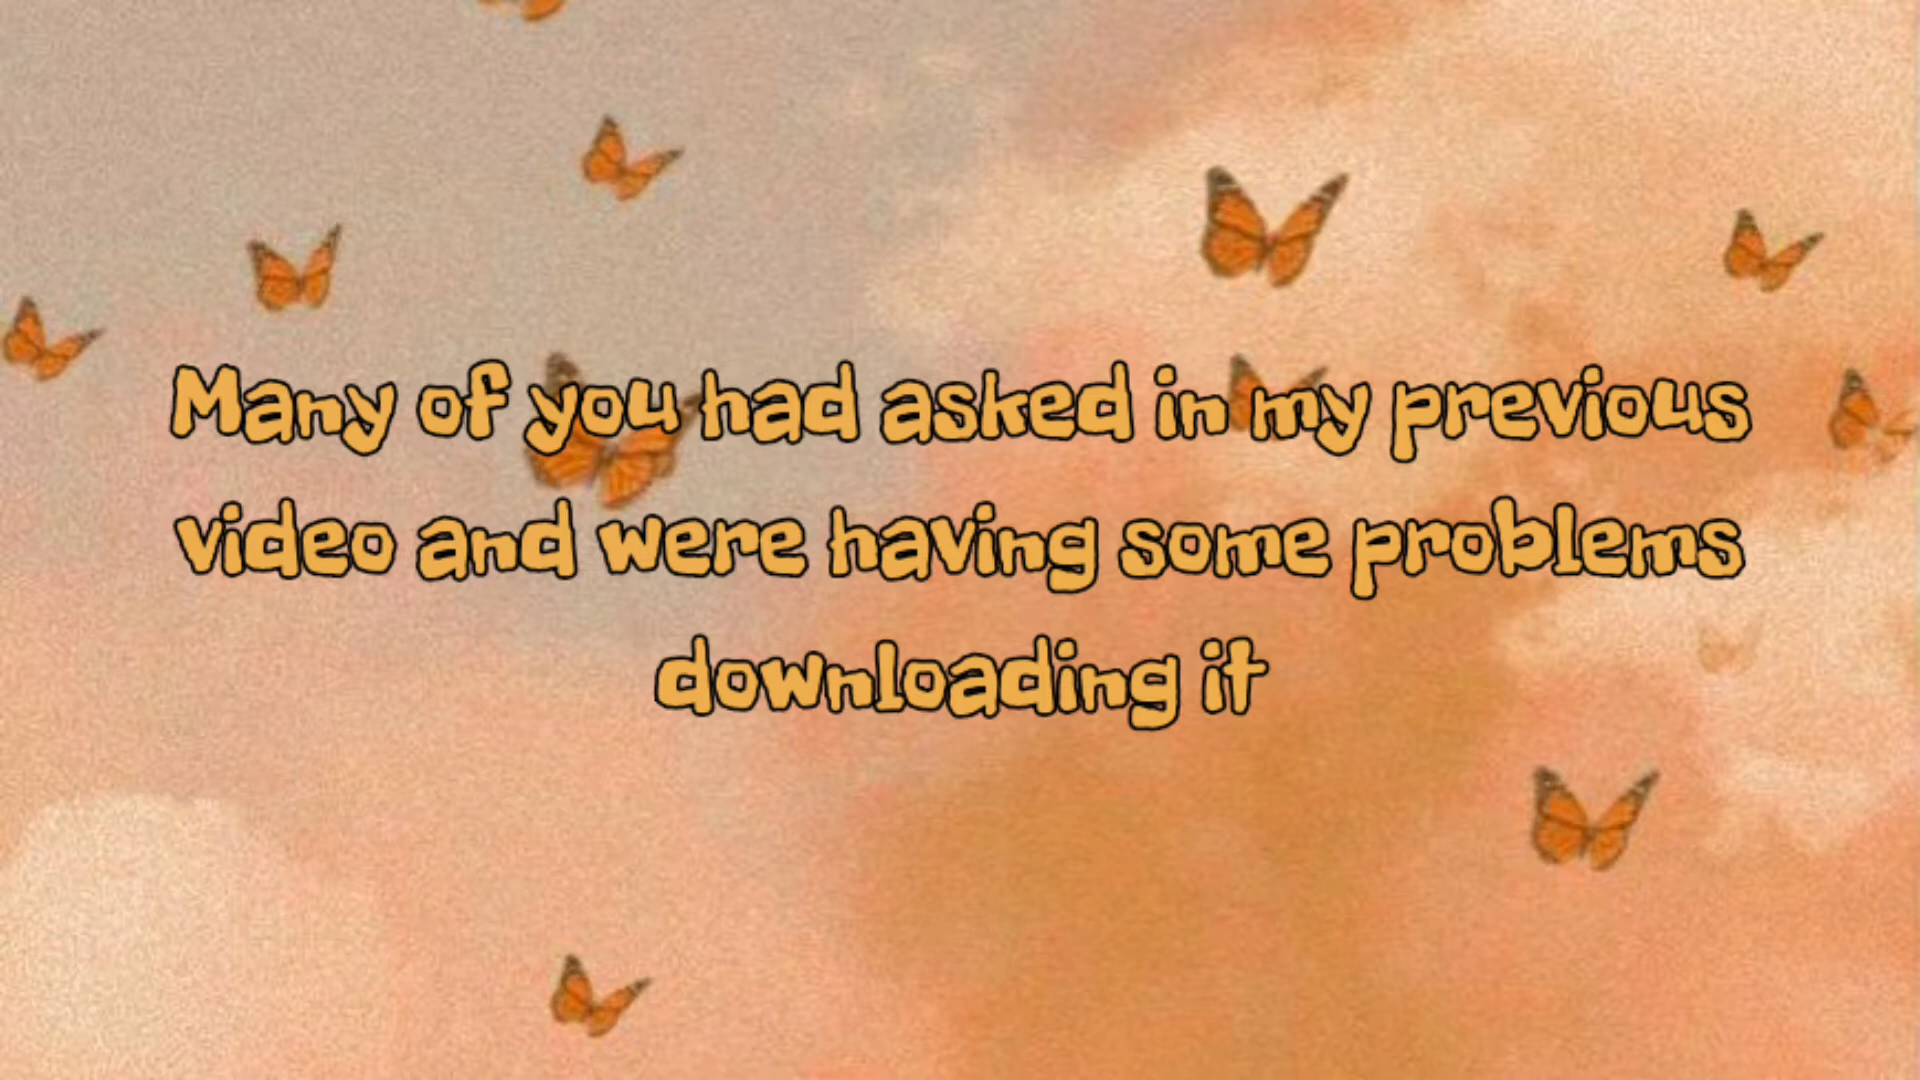 Many of you had asked in my previous
video and were having some problems
downloading it